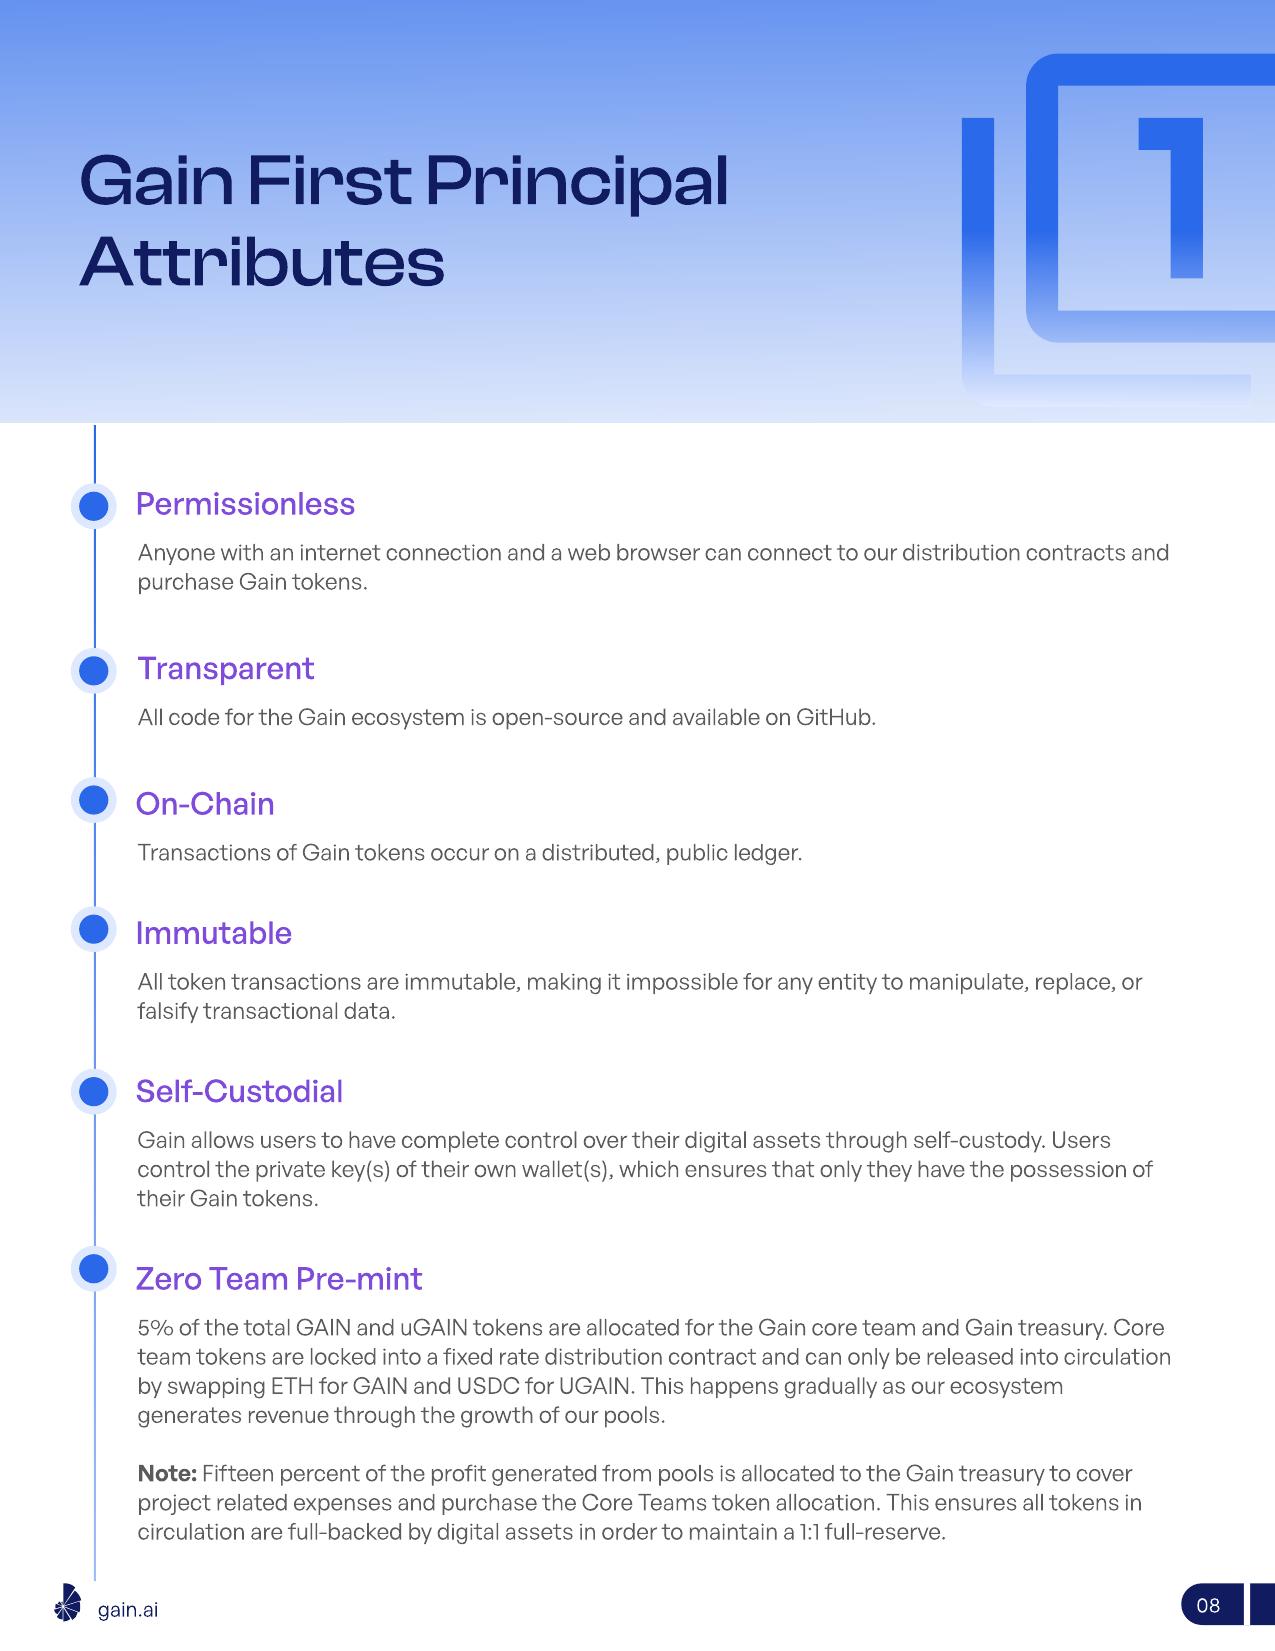 1
Gain First Principal
Attributes
Permissionless
Anyone with an internet connection and a web browser can connect to our distribution contracts and
purchase Gain tokens.
Transparent
All code for the Gain ecosystem is open-source and available on GitHub.
On-Chain
Transactions of Gain tokens occur on a distributed, public ledger.
Immutable
All token transactions are immutable, making it impossible for any entity to manipulate, replace, or
falsify transactional data.
Self-Custodial
Gain allows users to have complete control over their digital assets through self-custody. Users
control the private key(s) of their own wallet(s), which ensures that only they have the possession of
their Gain tokens.
Zero Team Pre-mint
5% of the total GAIN and uGAIN tokens are allocated for the Gain core team and Gain treasury. Core
team tokens are locked into a fixed rate distribution contract and can only be released into circulation
by swapping ETH for GAIN and USDC for UGAIN. This happens gradually as our ecosystem
generates revenue through the growth of our pools.
Note: Fifteen percent of the profit generated from pools is allocated to the Gain treasury to cover
project related expenses and purchase the Core Teams token allocation. This ensures all tokens in
circulation are full-backed by digital assets in order to maintain a 1:1 full-reserve.
gain.ai
08